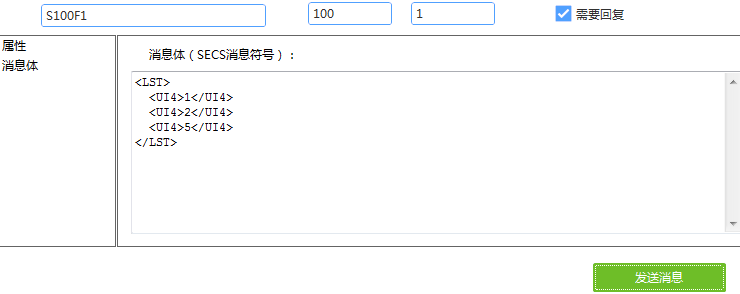 S100F1 100 1 需要回复
属性
消息体
消息体（SECS消息符号）：
<LST>
  <UI4>1</UI4>
  <UI4>2</UI4>
  <UI4>5</UI4>
</LST>
发送消息